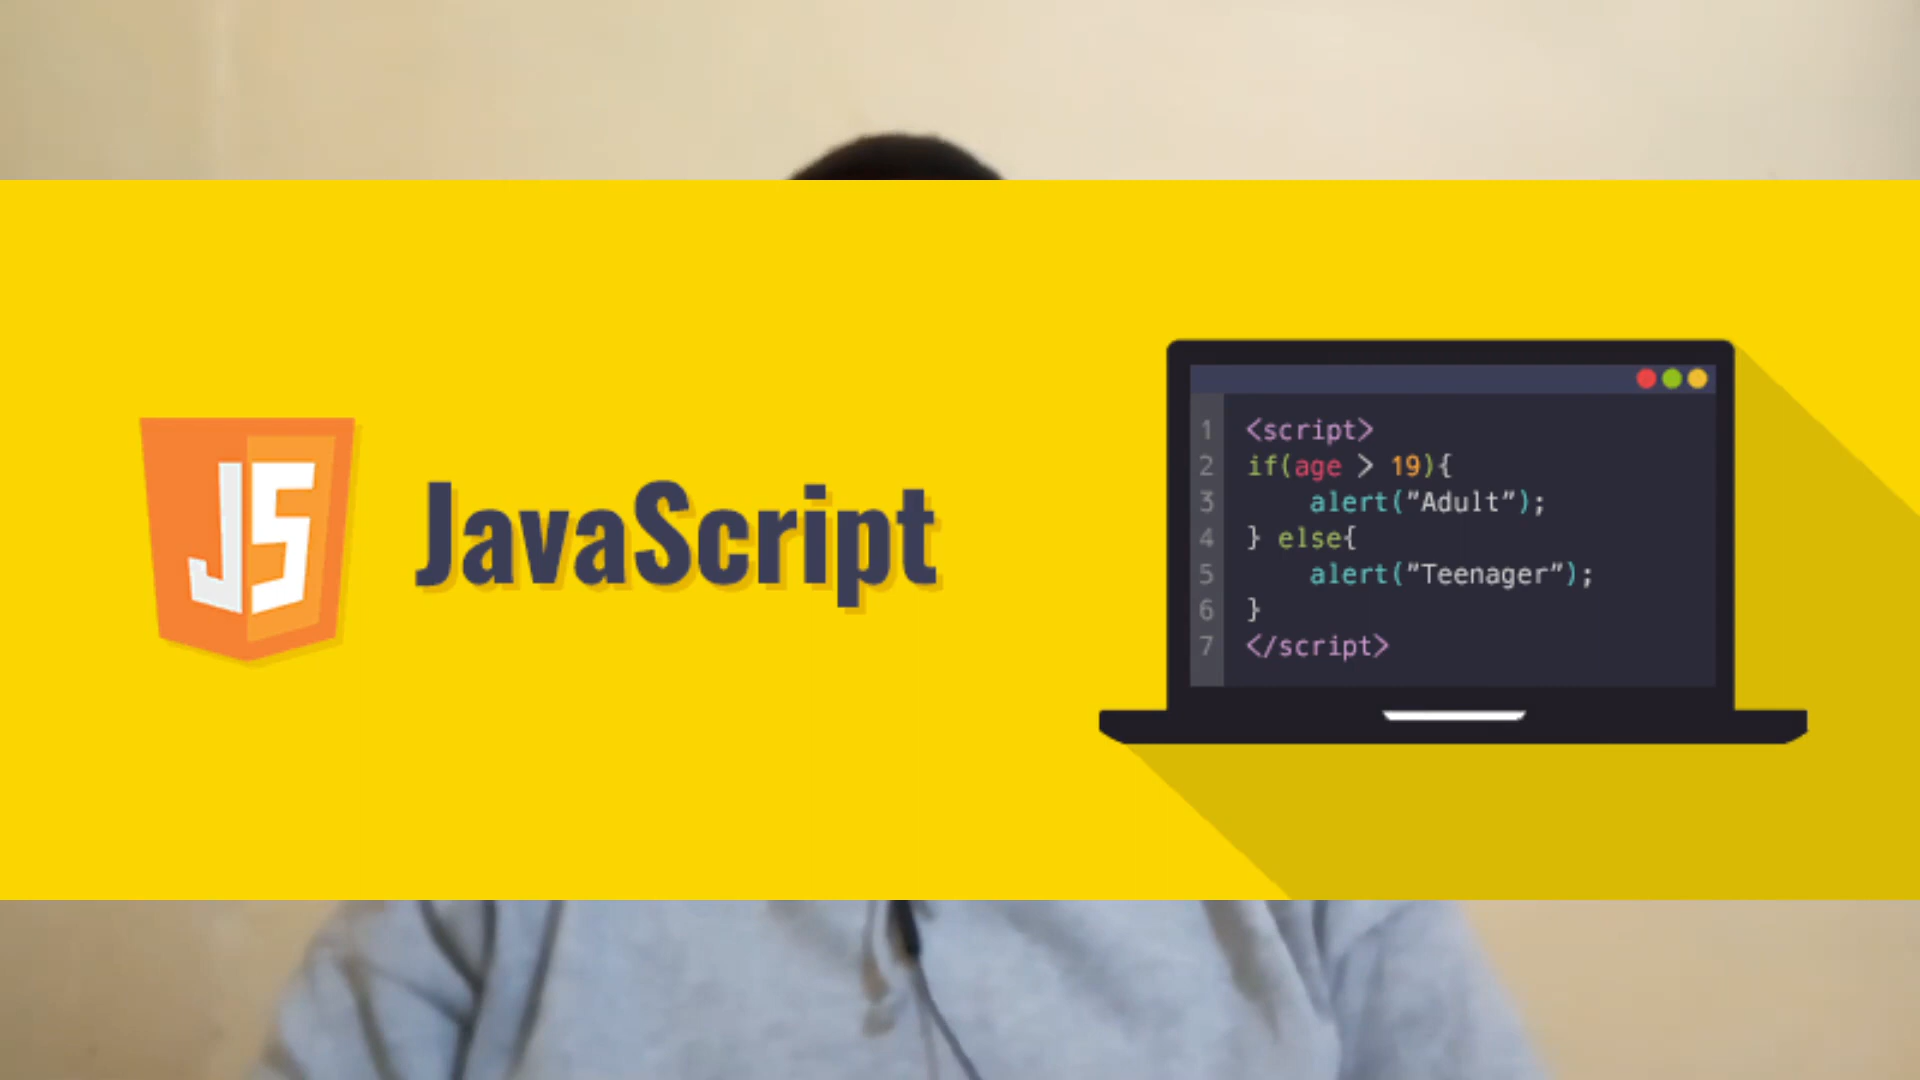 JS
JavaScript
1 <script>
2 if(age > 19){
3 alert("Adult");
4 } else{
5 alert("Teenager");
6 }
7 </script>